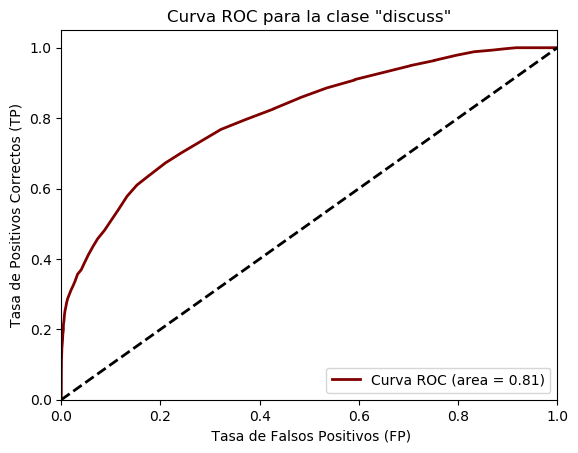 Curva ROC para la clase "discuss"
Tasa de Positivos Correctos (TP)
1.0
0.8
0.6
0.4
0.2
0.0
0.0 0.2 0.4 0.6 0.8 1.0
Tasa de Falsos Positivos (FP)
Curva ROC (area = 0.81)